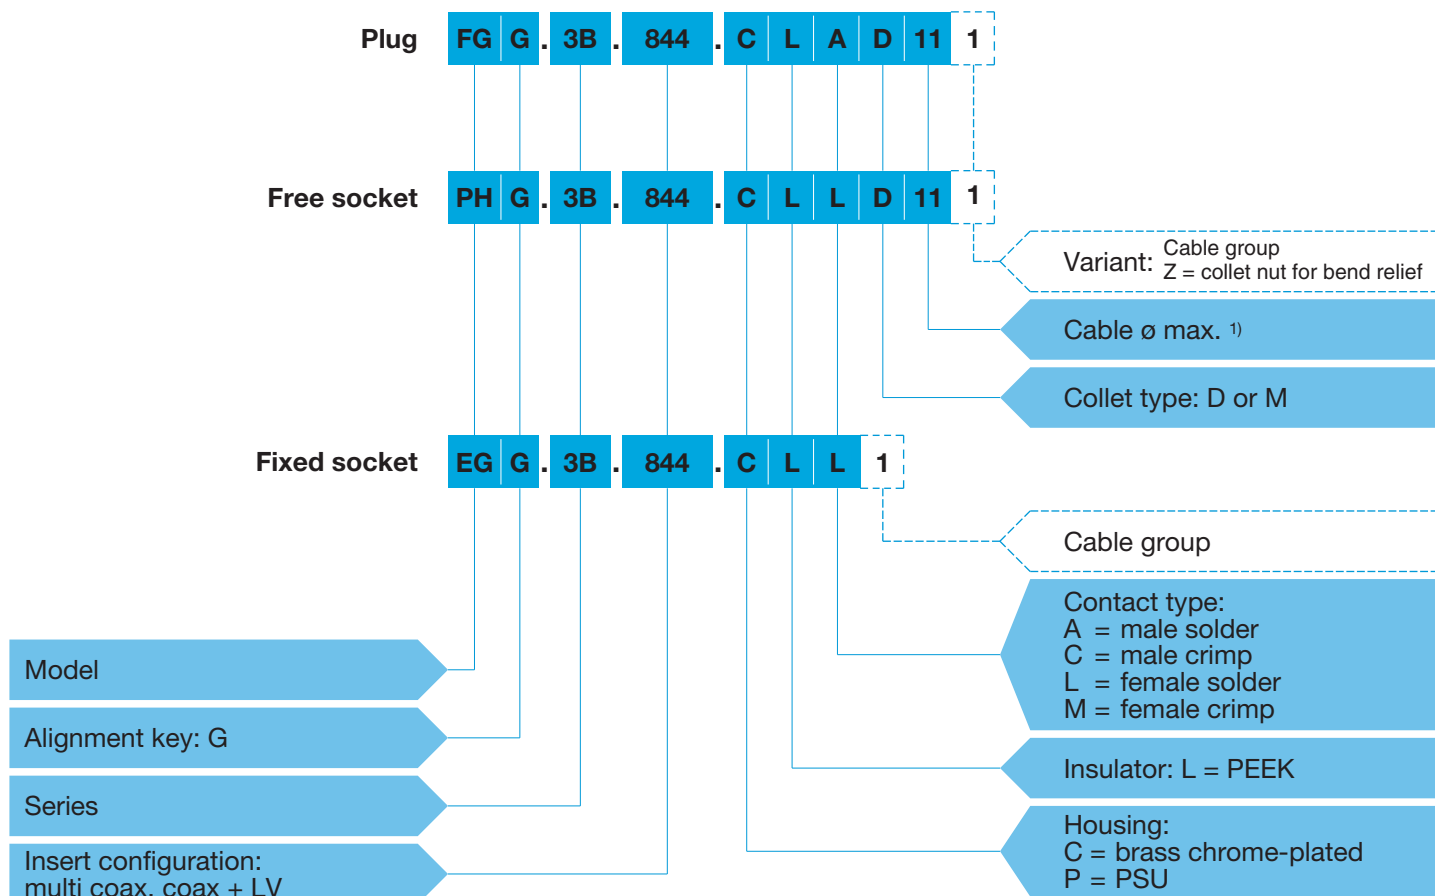 Plug FG G . 3B . 844 . C L A D 11 1
Free socket PH G . 3B . 844 . C L L D 11 1
Variant: Cable group
Z = collet nut for bend relief
Cable ø max. 1)
Collet type: D or M
Fixed socket EG G . 3B . 844 . C L L 1
Cable group
Contact type:
A = male solder
C = male crimp
L = female solder
M = female crimp
Model
Alignment key: G
Insulator: L = PEEK
Series
Housing:
C = brass chrome-plated
P = PSU
Insert configuration:
multi coax, coax + LV